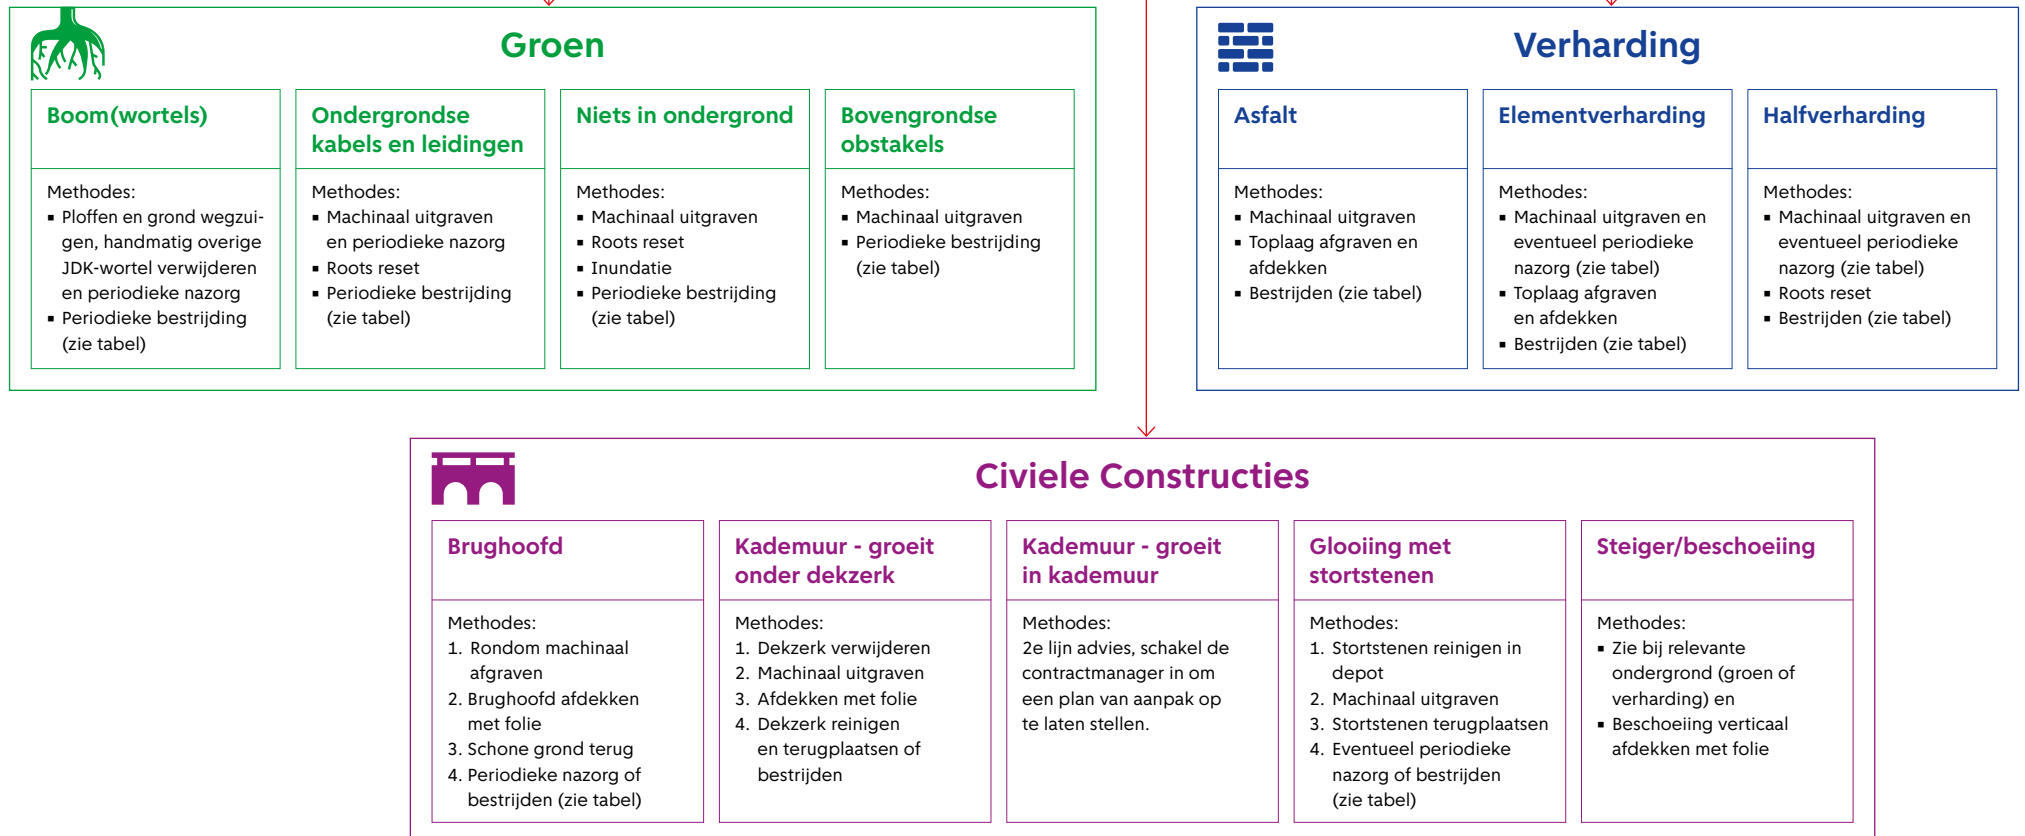 Groen
Boom(wortels)
Methodes:
▪ Ploffen en grond wegzui-
gen, handmatig overige
JDK-wortel verwijderen
en periodieke nazorg
▪ Periodieke bestrijding
(zie tabel)
Ondergrondse
kabels en leidingen
Methodes:
▪ Machinaal uitgraven
en periodieke nazorg
▪ Roots reset
▪ Periodieke bestrijding
(zie tabel)
Niets in ondergrond
Methodes:
▪ Machinaal uitgraven
▪ Roots reset
▪ Inundatie
▪ Periodieke bestrijding
(zie tabel)
Bovengrondse
obstakels
Methodes:
▪ Machinaal uitgraven
▪ Periodieke bestrijding
(zie tabel)
Verharding
Asfalt
Methodes:
▪ Machinaal uitgraven
▪ Toplaag afgraven en
afdekken
▪ Bestrijden (zie tabel)
Elementverharding
Methodes:
▪ Machinaal uitgraven en
eventueel periodieke
nazorg (zie tabel)
▪ Toplaag afgraven
en afdekken
▪ Bestrijden (zie tabel)
Halfverharding
Methodes:
▪ Machinaal uitgraven en
eventueel periodieke
nazorg (zie tabel)
▪ Roots reset
▪ Bestrijden (zie tabel)
Civiele Constructies
Brughoofd
Methodes:
1. Rondom machinaal
afgraven
2. Brughoofd afdekken
met folie
3. Schone grond terug
4. Periodieke nazorg of
bestrijden (zie tabel)
Kademuur - groeit
onder dekzerk
Methodes:
1. Dekzerk verwijderen
2. Machinaal uitgraven
3. Afdekken met folie
4. Dekzerk reinigen
en terugplaatsen of
bestrijden
Kademuur - groeit
in kademuur
Methodes:
2e lijn advies, schakel de
contractmanager in om
een plan van aanpak op
te laten stellen.
Glooiing met
stortstenen
Methodes:
1. Stortstenen reinigen in
depot
2. Machinaal uitgraven
3. Stortstenen terugplaatsen
4. Eventueel periodieke
nazorg of bestrijden
(zie tabel)
Steiger/beschoeiing
Methodes:
▪ Zie bij relevante
ondergrond (groen of
verharding) en
▪ Beschoeiing verticaal
afdekken met folie